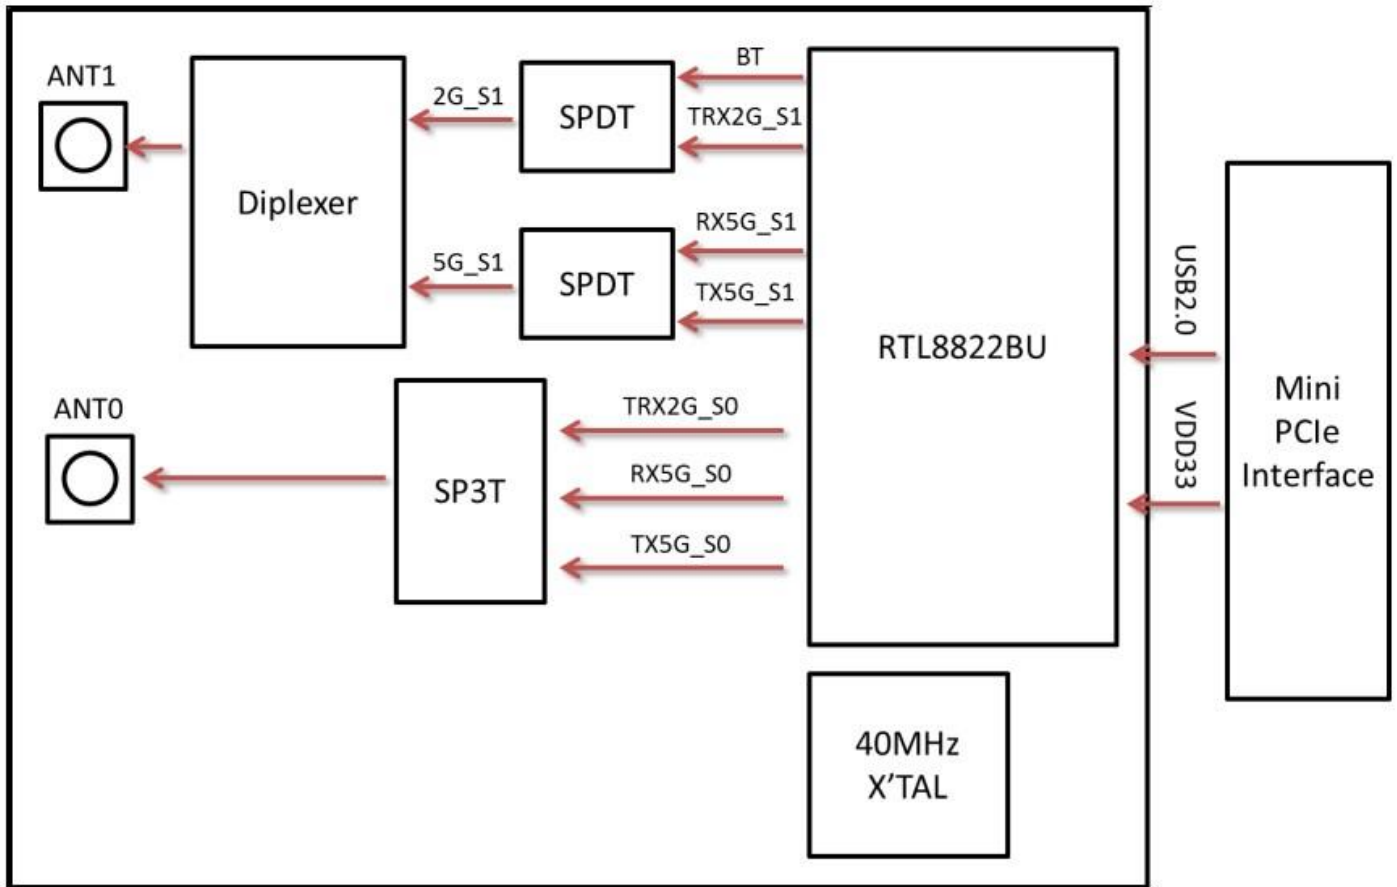 ANT1
Diplexer
2G_S1
5G_S1
SPDT
SPDT
BT
TRX2G_S1
RX5G_S1
TX5G_S1
RTL8822BU
USB2.0
VDD33
Mini
PCIe
Interface
ANT0
SP3T
TRX2G_S0
RX5G_S0
TX5G_S0
40MHz
X'TAL